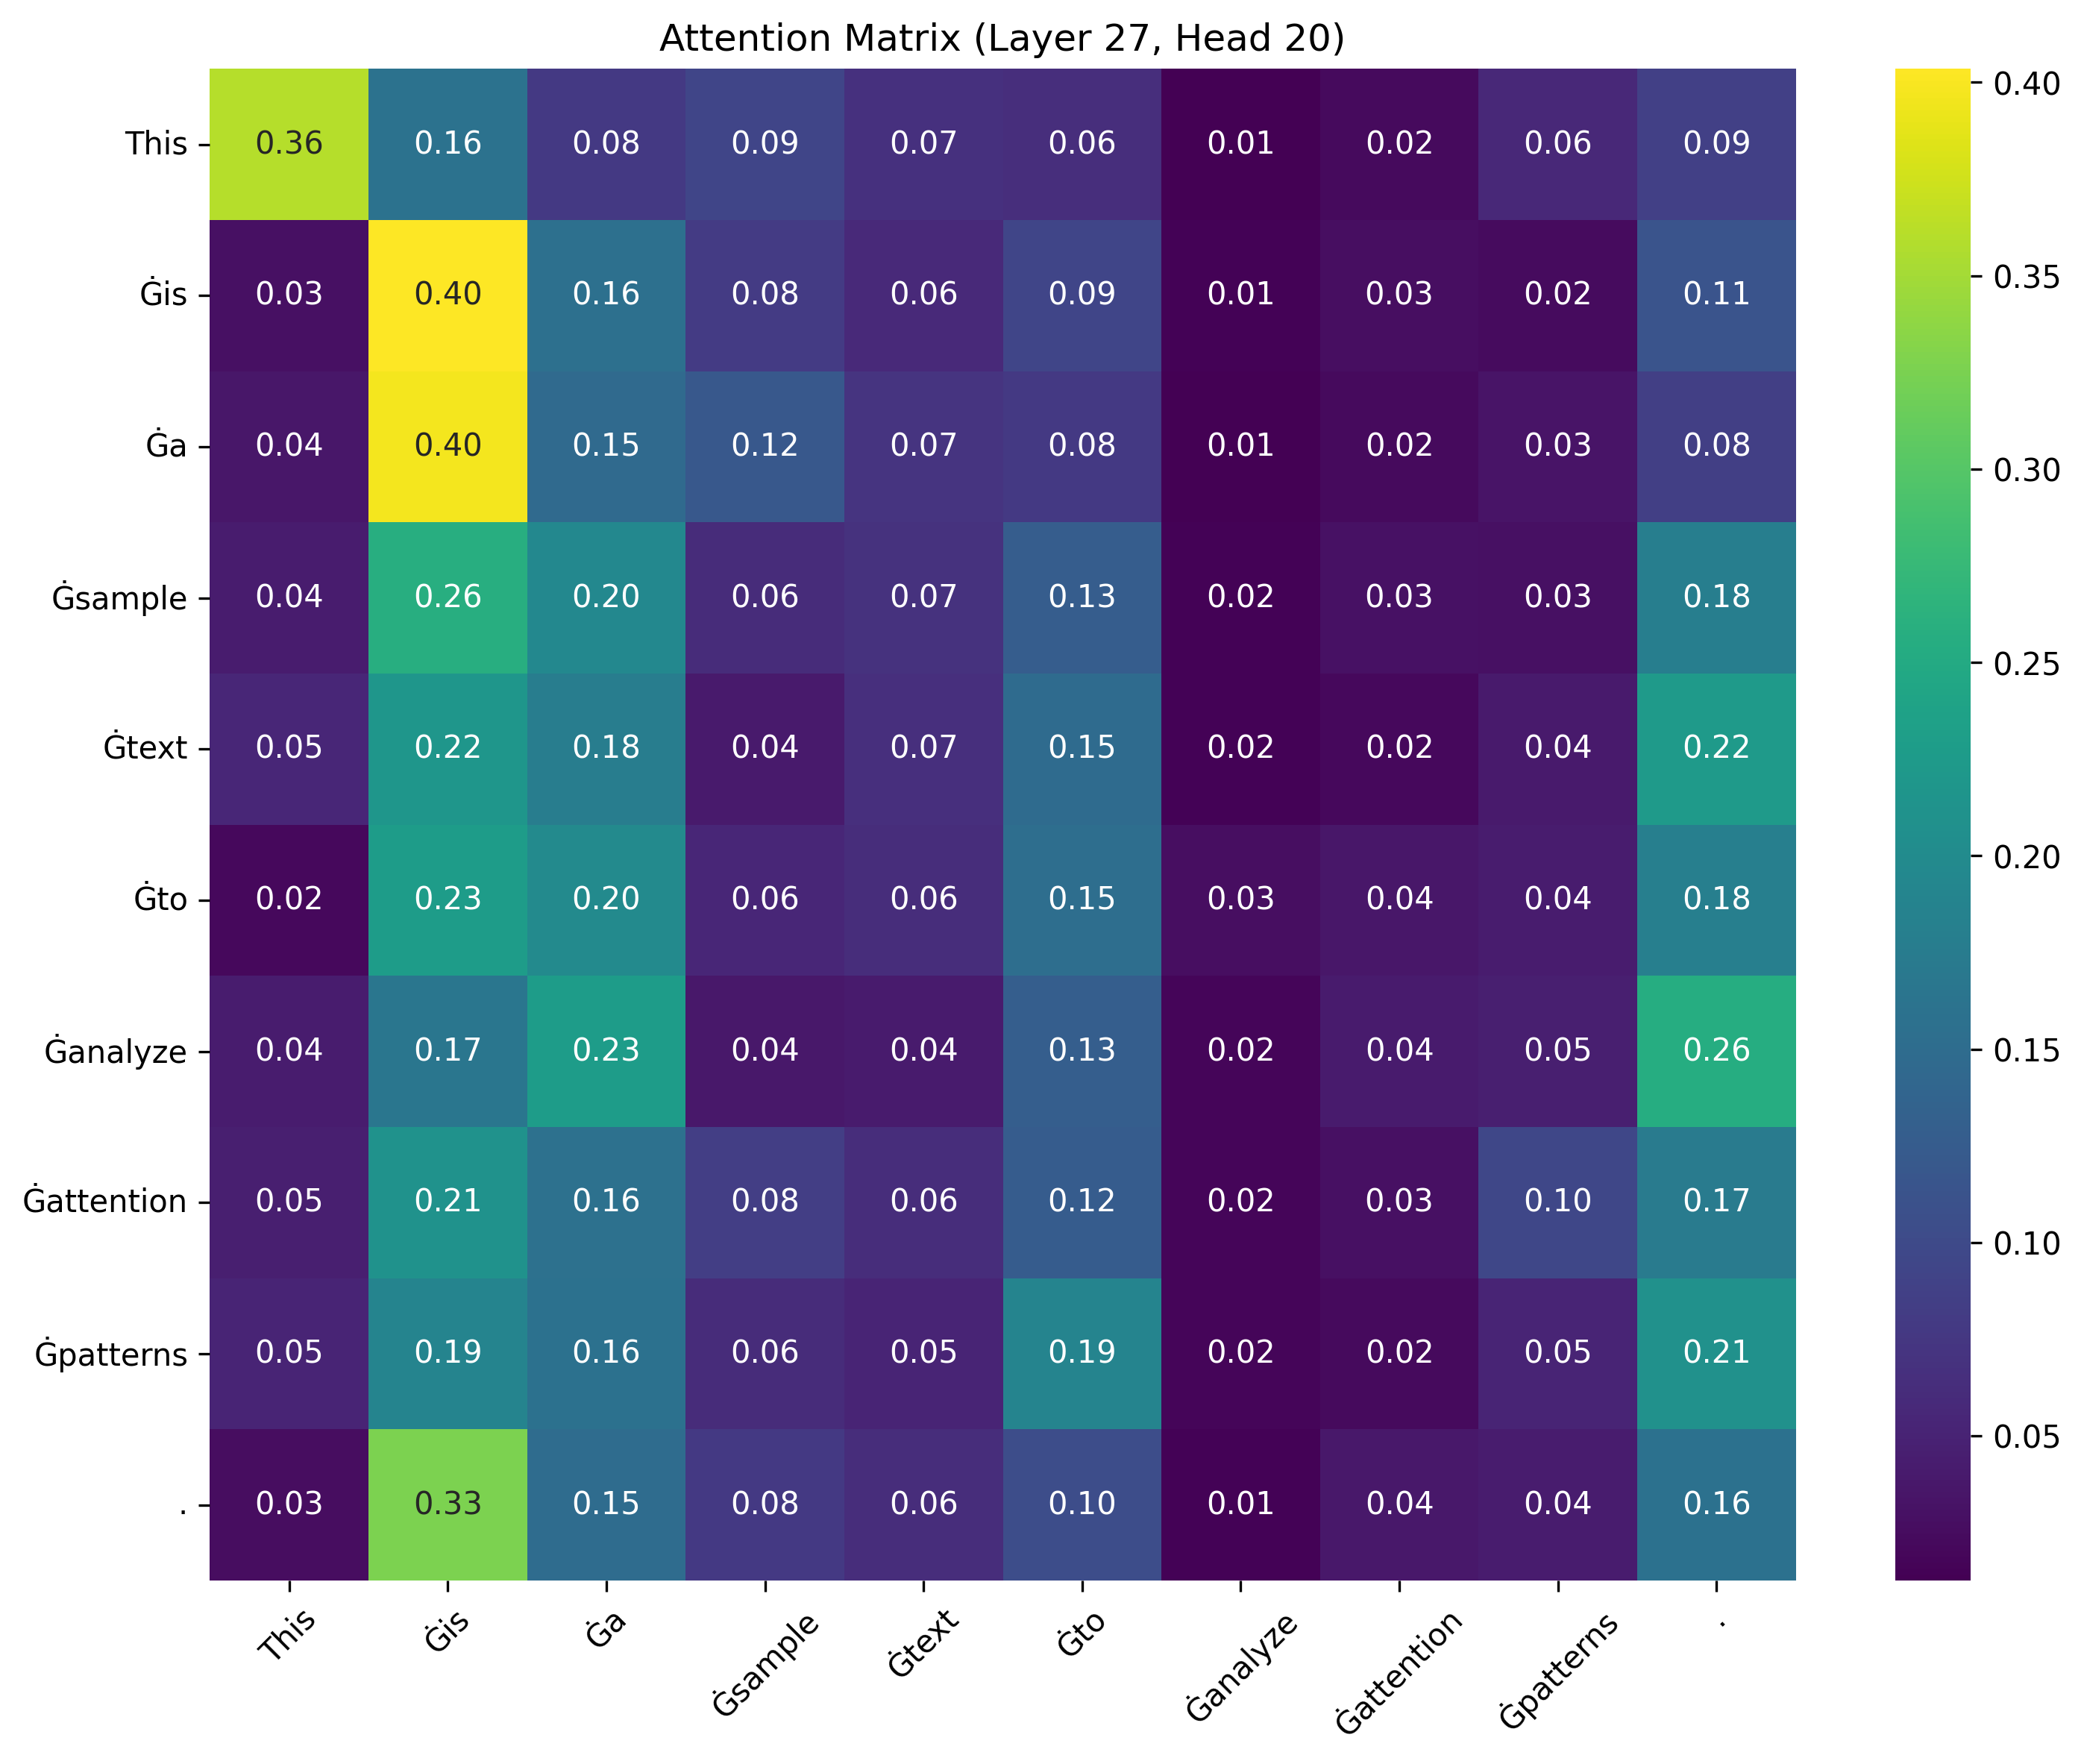 Attention Matrix (Layer 27, Head 20)
This 0.36 0.16 0.08 0.09 0.07 0.06 0.01 0.02 0.06 0.09
Ġis 0.03 0.40 0.16 0.08 0.06 0.09 0.01 0.03 0.02 0.11
Ġa 0.04 0.40 0.15 0.12 0.07 0.08 0.01 0.02 0.03 0.08
Ġsample 0.04 0.26 0.20 0.06 0.07 0.13 0.02 0.03 0.03 0.18
Ġtext 0.05 0.22 0.18 0.04 0.07 0.15 0.02 0.02 0.04 0.22
Ġto 0.02 0.23 0.20 0.06 0.06 0.15 0.03 0.04 0.04 0.18
Ġanalyze 0.04 0.17 0.23 0.04 0.04 0.13 0.02 0.04 0.05 0.26
Ġattention 0.05 0.21 0.16 0.08 0.06 0.12 0.02 0.03 0.10 0.17
Ġpatterns 0.05 0.19 0.16 0.06 0.05 0.19 0.02 0.02 0.05 0.21
. 0.03 0.33 0.15 0.08 0.06 0.10 0.01 0.04 0.04 0.16
This Ġis Ġa Ġsample Ġtext Ġto Ġanalyze Ġattention Ġpatterns .
0.40
0.35
0.30
0.25
0.20
0.15
0.10
0.05